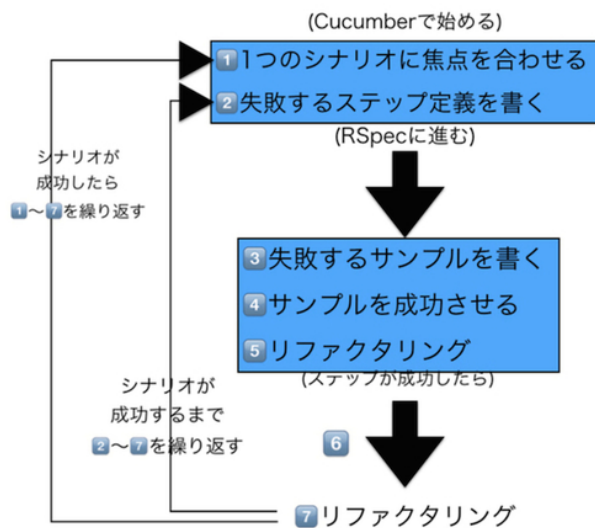 (Cucumberで始める)
1 1つのシナリオに焦点を合わせる
2 失敗するステップ定義を書く
(RSpecに進む)
シナリオが
成功したら
1〜7を繰り返す
3 失敗するサンプルを書く
4 サンプルを成功させる
5 リファクタリング
(ステップが成功したら)
シナリオが
成功するまで
2〜7を繰り返す
6
7 リファクタリング